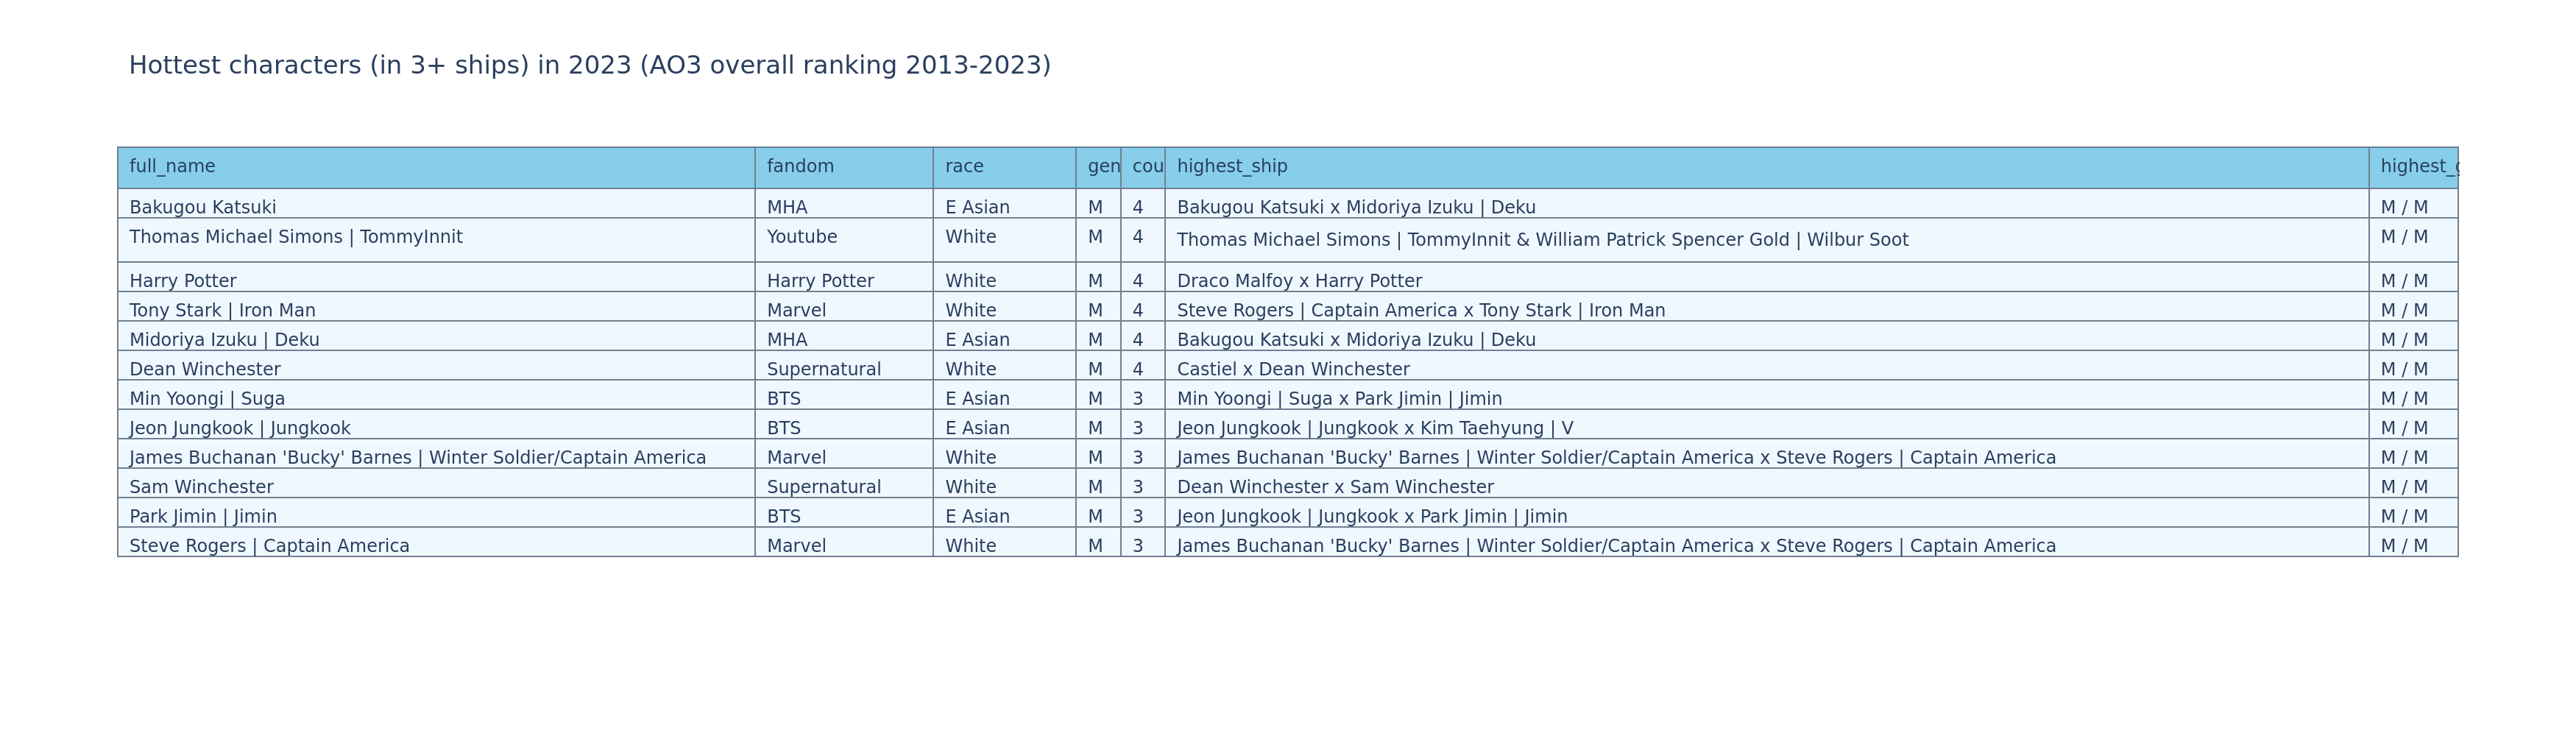 Hottest characters (in 3+ ships) in 2023 (AO3 overall ranking 2013-2023)
full_name fandom race gen cou highest_ship highest_g
Bakugou Katsuki MHA E Asian M 4 Bakugou Katsuki x Midoriya Izuku | Deku M / M
Thomas Michael Simons | TommyInnit Youtube White M 4 Thomas Michael Simons | TommyInnit & William Patrick Spencer Gold | Wilbur Soot M / M
Harry Potter Harry Potter White M 4 Draco Malfoy x Harry Potter M / M
Tony Stark | Iron Man Marvel White M 4 Steve Rogers | Captain America x Tony Stark | Iron Man M / M
Midoriya Izuku | Deku MHA E Asian M 4 Bakugou Katsuki x Midoriya Izuku | Deku M / M
Dean Winchester Supernatural White M 4 Castiel x Dean Winchester M / M
Min Yoongi | Suga BTS E Asian M 3 Min Yoongi | Suga x Park Jimin | Jimin M / M
Jeon Jungkook | Jungkook BTS E Asian M 3 Jeon Jungkook | Jungkook x Kim Taehyung | V M / M
James Buchanan 'Bucky' Barnes | Winter Soldier/Captain America Marvel White M 3 James Buchanan 'Bucky' Barnes | Winter Soldier/Captain America x Steve Rogers | Captain America M / M
Sam Winchester Supernatural White M 3 Dean Winchester x Sam Winchester M / M
Park Jimin | Jimin BTS E Asian M 3 Jeon Jungkook | Jungkook x Park Jimin | Jimin M / M
Steve Rogers | Captain America Marvel White M 3 James Buchanan 'Bucky' Barnes | Winter Soldier/Captain America x Steve Rogers | Captain America M / M